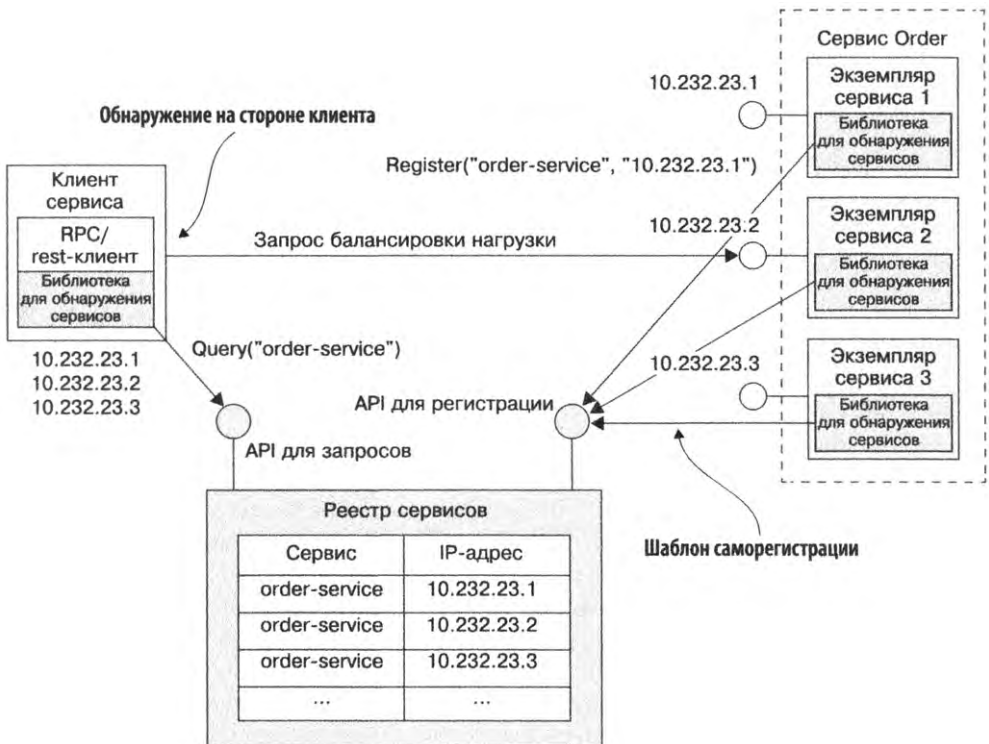 Сервис Order
10.232.23.1
Экземпляр
сервиса 1
Библиотека
для обнаружения
сервисов
Обнаружение на стороне клиента
Register("order-service", "10.232.23.1")
Клиент
сервиса
RPC/
rest-клиент
Библиотека
для обнаружения
сервисов
10.232.23.1
10.232.23.2
10.232.23.3
Запрос балансировки нагрузки
10.232.23.2
Экземпляр
сервиса 2
Библиотека
для обнаружения
сервисов
Query("order-service")
10.232.23.3
Экземпляр
сервиса 3
Библиотека
для обнаружения
сервисов
API для регистрации
API для запросов
Шаблон саморегистрации
Реестр сервисов
Сервис IP-адрес
order-service 10.232.23.1
order-service 10.232.23.2
order-service 10.232.23.3
... ...